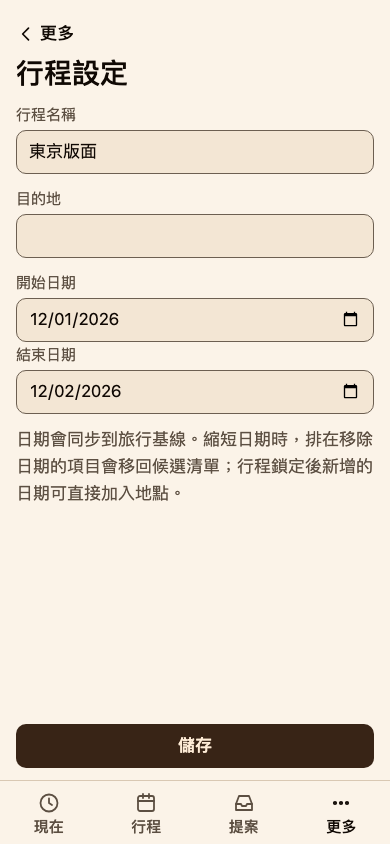 更多
行程設定
行程名稱
東京版面
目的地
開始日期
12/01/2026
結束日期
12/02/2026
日期會同步到旅行基線。縮短日期時，排在移除
日期的項目會移回候選清單；行程鎖定後新增的
日期可直接加入地點。
儲存
現在
行程
提案
更多